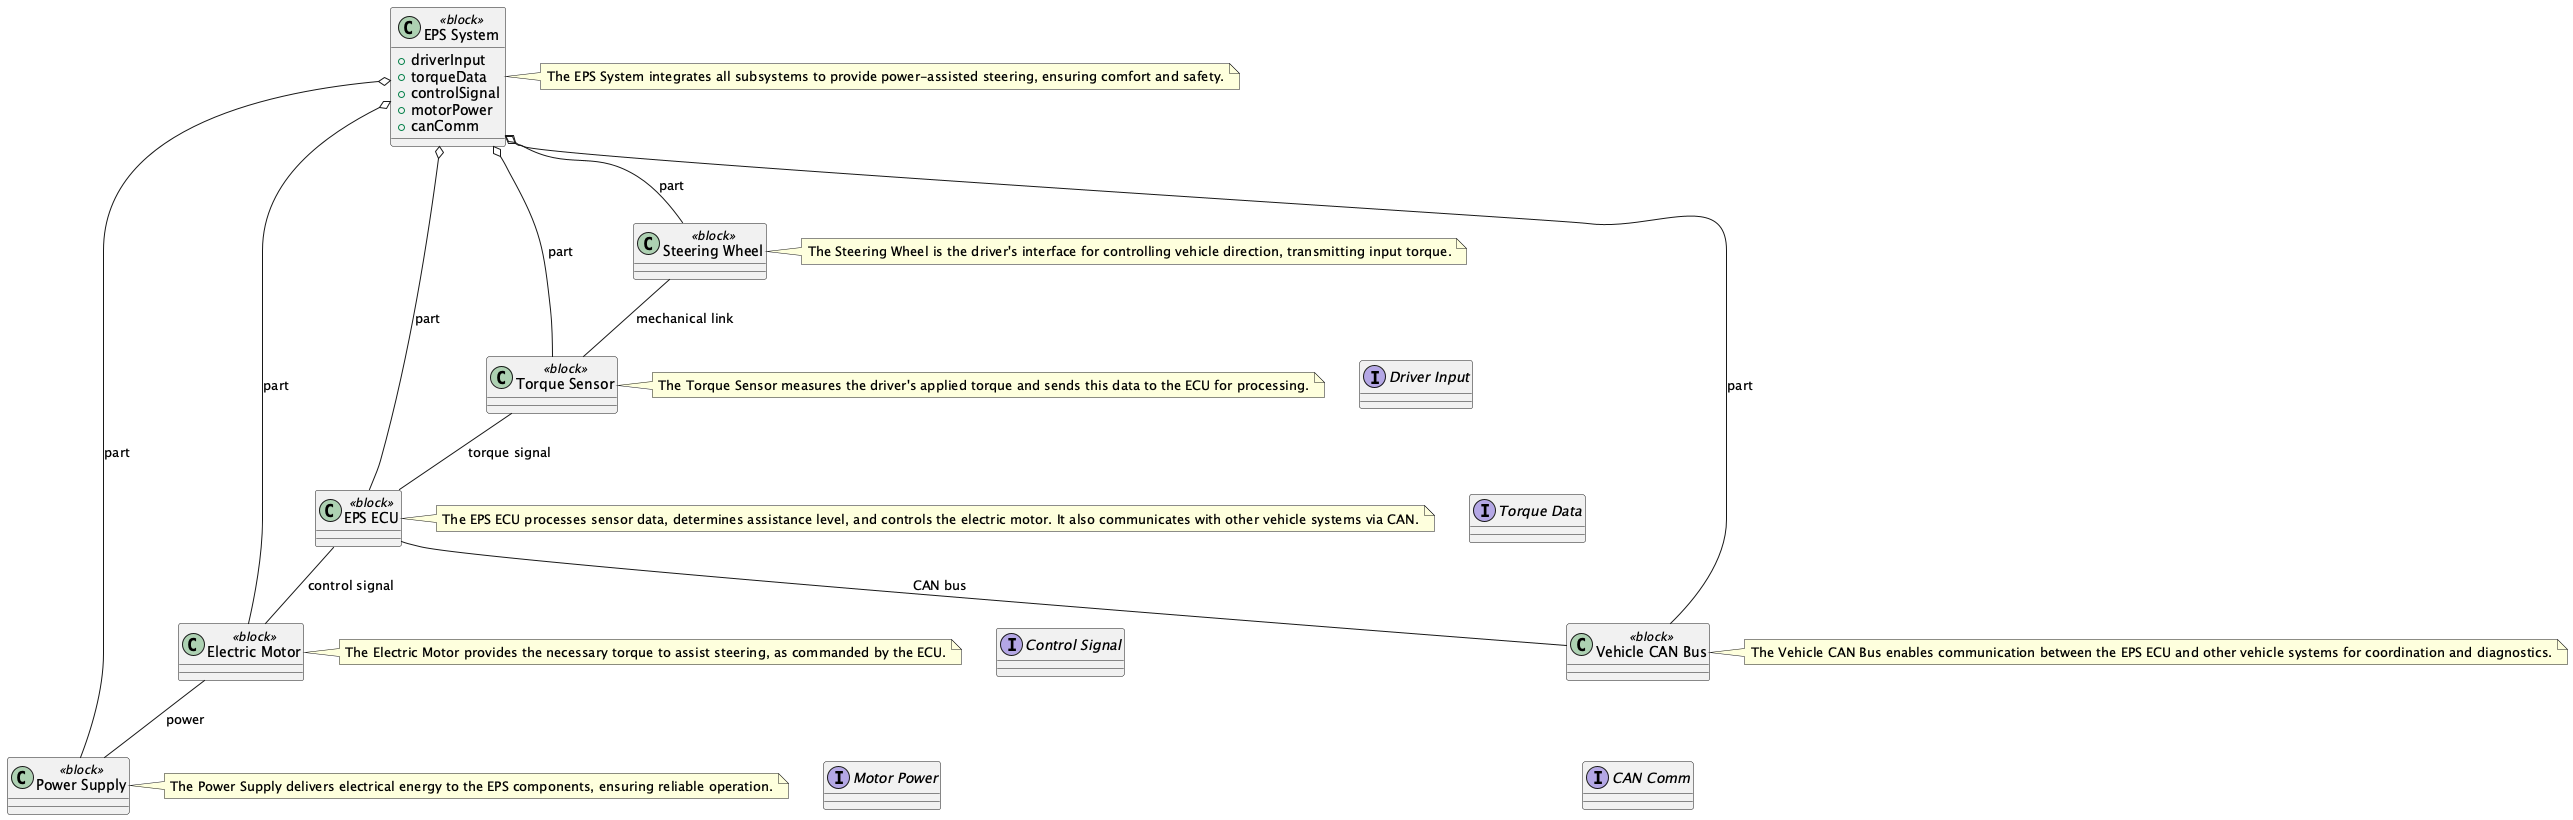 «block»
EPS System
driverInput
torqueData
controlSignal
motorPower
canComm
The EPS System integrates all subsystems to provide power-assisted steering, ensuring comfort and safety.
part
«block»
Steering Wheel
The Steering Wheel is the driver's interface for controlling vehicle direction, transmitting input torque.
part
part
mechanical link
«block»
Torque Sensor
The Torque Sensor measures the driver's applied torque and sends this data to the ECU for processing.
I Driver Input
part
part
part
torque signal
C «block»
EPS ECU
The EPS ECU processes sensor data, determines assistance level, and controls the electric motor. It also communicates with other vehicle systems via CAN.
I Torque Data
control signal
CAN bus
C «block»
Electric Motor
The Electric Motor provides the necessary torque to assist steering, as commanded by the ECU.
I Control Signal
C «block»
Vehicle CAN Bus
The Vehicle CAN Bus enables communication between the EPS ECU and other vehicle systems for coordination and diagnostics.
power
C «block»
Power Supply
The Power Supply delivers electrical energy to the EPS components, ensuring reliable operation.
I Motor Power
I CAN Comm